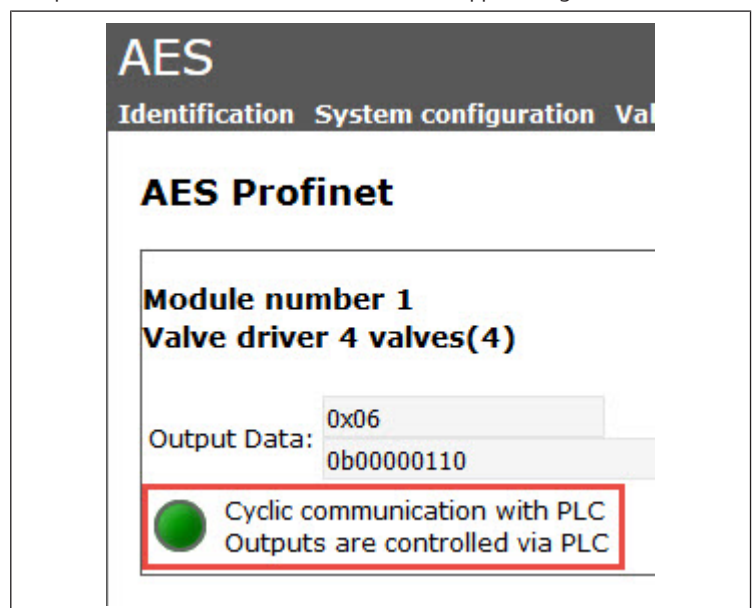 AES
Identification System configuration
AES Profinet
Module number 1
Valve driver 4 valves(4)
Output Data:
0x06
0b00000110
Cyclic communication with PLC
Outputs are controlled via PLC